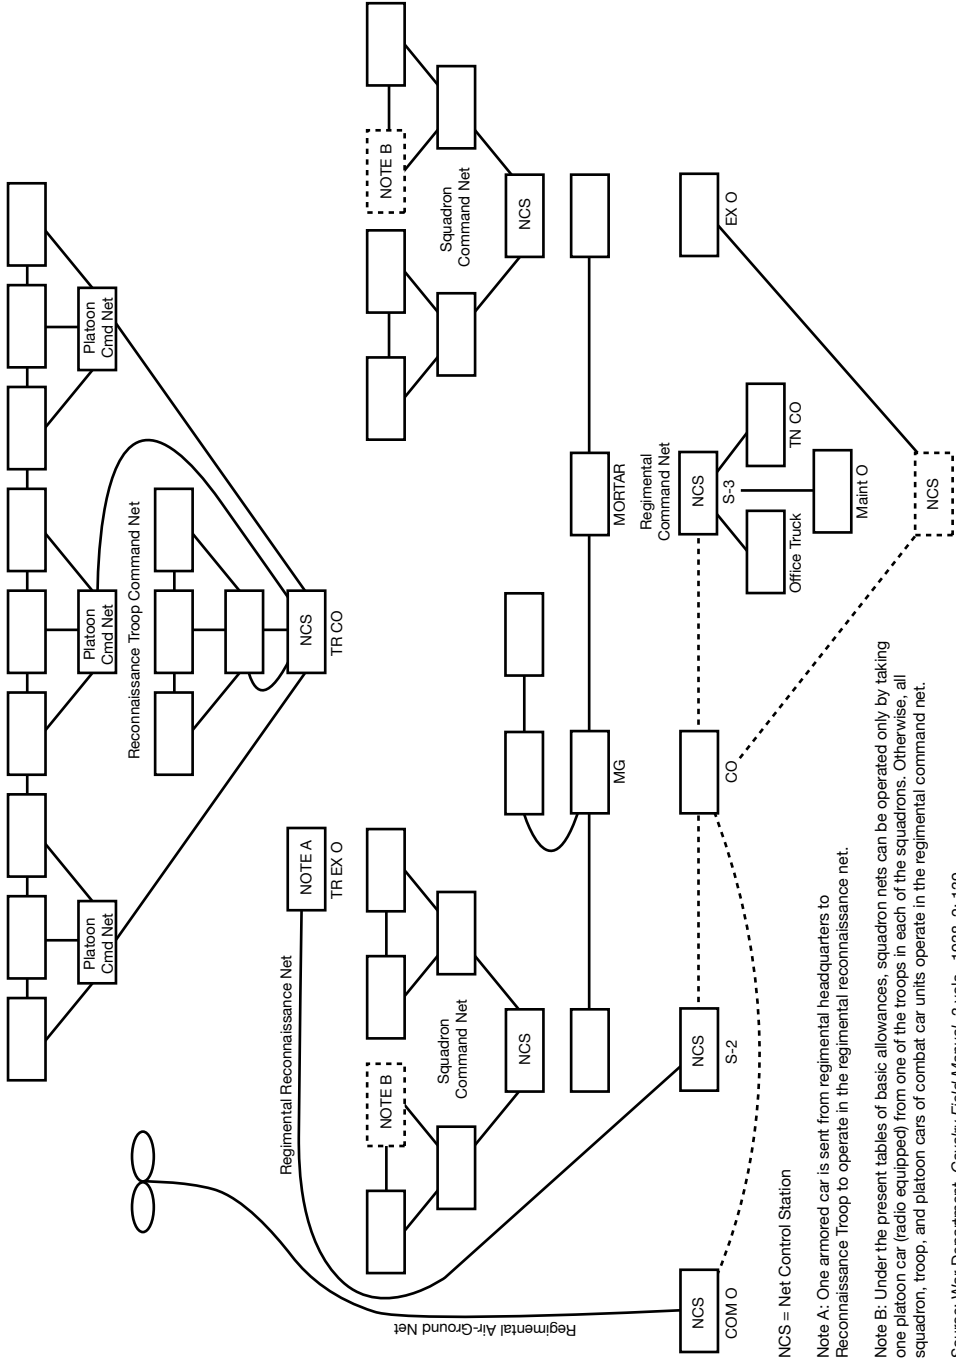 Platoon
Cmd Net
Platoon
Cmd Net
Platoon
Cmd Net
Reconnaissance Troop Command Net
Regimental Reconnaissance Net
NOTE A
TR EX O
NCS
TR CO
NOTE B
NOTE B
Squadron
Command Net
Squadron
Command Net
NCS
NCS
Regimental Air-Ground Net
MG
MORTAR
Regimental
Command Net
NCS
COM O
NCS
S-2
CO
NCS
S-3
EX O
Office Truck
TN CO
Maint O
NCS
NCS = Net Control Station
Note A: One armored car is sent from regimental headquarters to
Reconnaissance Troop to operate in the regimental reconnaissance net.
Note B: Under the present tables of basic allowances, squadron nets can be operated only by taking
one platoon car (radio equipped) from one of the troops in each of the squadrons. Otherwise, all
squadron, troop, and platoon cars of combat car units operate in the regimental command net.
Source: War Department, Cavalry Field Manual,